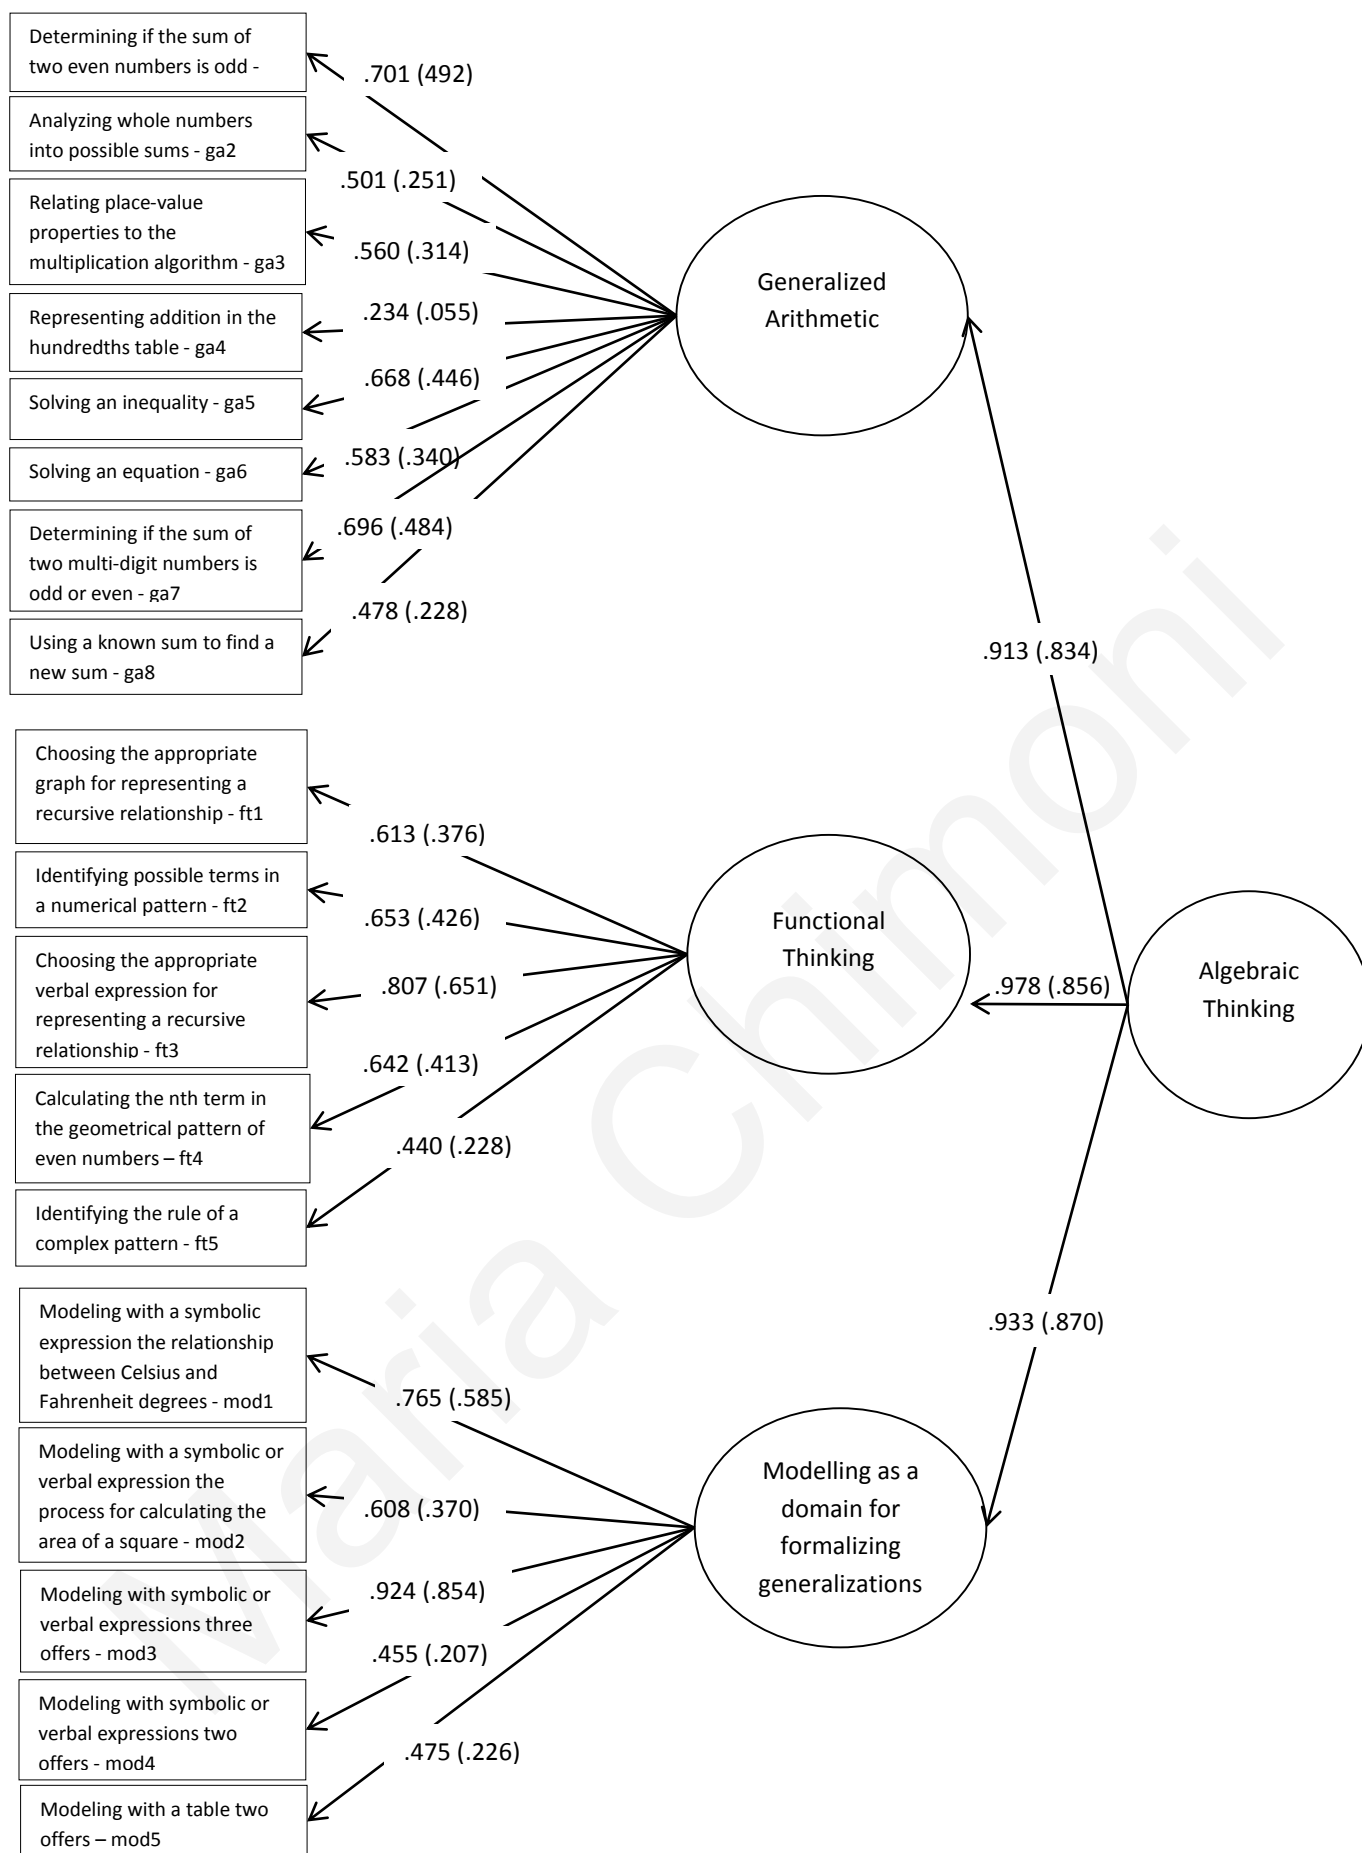 Determining if the sum of
two even numbers is odd -
.701 (492)
Analyzing whole numbers
into possible sums - ga2
.501 (.251)
Relating place-value
properties to the
multiplication algorithm - ga3
.560 (.314)
Representing addition in the
hundredths table - ga4
.234 (.055)
Solving an inequality - ga5
.668 (.446)
Solving an equation - ga6
.583 (.340)
Determining if the sum of
two multi-digit numbers is
odd or even - ga7
.696 (.484)
Using a known sum to find a
new sum - ga8
.478 (.228)
Generalized
Arithmetic
.913 (.834)
Choosing the appropriate
graph for representing a
recursive relationship - ft1
.613 (.376)
Identifying possible terms in
a numerical pattern - ft2
.653 (.426)
Choosing the appropriate
verbal expression for
representing a recursive
relationship - ft3
.807 (.651)
Calculating the nth term in
the geometrical pattern of
even numbers – ft4
.642 (.413)
Identifying the rule of a
complex pattern - ft5
.440 (.228)
Functional
Thinking
.978 (.856)
Algebraic
Thinking
Modeling with a symbolic
expression the relationship
between Celsius and
Fahrenheit degrees - mod1
.765 (.585)
Modeling with a symbolic or
verbal expression the
process for calculating the
area of a square - mod2
.608 (.370)
Modeling with symbolic or
verbal expressions three
offers - mod3
.924 (.854)
Modeling with symbolic or
verbal expressions two
offers - mod4
.455 (.207)
Modeling with a table two
offers – mod5
.475 (.226)
Modelling as a
domain for
formalizing
generalizations
.933 (.870)
Maria Chimoni